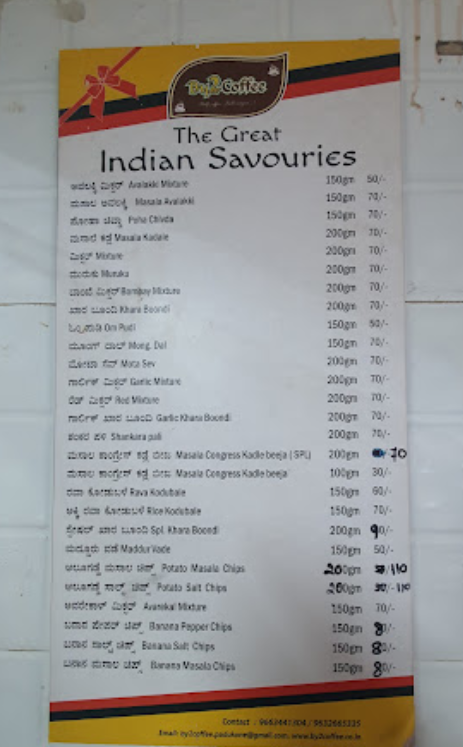 By2Coffee
The Great
Indian Savouries
ಅವಲಕ್ಕಿ ಮಿಕ್ಚರ್ Avalakki Mixture 150gm 50/-
ಮಸಾಲ ಅವಲಕ್ಕಿ Masala Avalakki 150gm 70/-
ಪೋಹಾ ಚಿವ್ಡಾ Poha Chivda 150gm 70/-
ಮಸಾಲೆ ಕಡ್ಲೆ Masala Kadale 200gm 70/-
ಮಿಕ್ಚರ್ Mixture 200gm 70/-
ಮುರುಕು Muruku 200gm 70/-
ಬಾಂಬೆ ಮಿಕ್ಚರ್ Bombay Mixture 200gm 70/-
ಖಾರ ಬೂಂದಿ Khara Boondi 200gm 70/-
ಓಂಪುಡಿ Om Pudi 150gm 50/-
ಮೂಂಗ್ ದಾಲ್ Mong. Dal 150gm 70/-
ಮೋಟಾ ಸೇವ್ Mota Sev 200gm 70/-
ಗಾರ್ಲಿಕ್ ಮಿಕ್ಚರ್ Garlic Mixture 200gm 70/-
ರೆಡ್ ಮಿಕ್ಚರ್ Red Mixture 200gm 70/-
ಗಾರ್ಲಿಕ್ ಖಾರ ಬೂಂದಿ Garlic Khara Boondi 200gm 70/-
ಶಂಕರ ಪಳಿ Shankara pali 200gm 70/-
ಮಸಾಲ ಕಾಂಗ್ರೇಸ್ ಕಡ್ಲೆ ಬೀಜ Masala Congress Kadle beeja ( SPL) 200gm 70
ಮಸಾಲ ಕಾಂಗ್ರೇಸ್ ಕಡ್ಲೆ ಬೀಜ Masala Congress Kadle beeja 100gm 30/-
ರವಾ ಕೋಡುಬಳೆ Rava Kodubale 150gm 60/-
ಅಕ್ಕಿ ರವಾ ಕೋಡುಬಳೆ Rice Kodubale 150gm 70/-
ಸ್ಪೇಷಲ್ ಖಾರ ಬೂಂದಿ Spl. Khara Boondi 200gm 90/-
ಮದ್ದೂರು ವಡೆ Maddur Vade 150gm 50/-
ಆಲೂಗಡ್ಡೆ ಮಸಾಲ ಚಿಪ್ಸ್ Potato Masala Chips 200gm 110
ಆಲೂಗಡ್ಡೆ ಸಾಲ್ಟ್ ಚಿಪ್ಸ್ Potato Salt Chips 200gm 110
ಅವರೇಕಾಳ್ ಮಿಕ್ಚರ್ Avarekal Mixture 150gm 70/-
ಬನಾನ ಪೇಪರ್ ಚಿಪ್ಸ್ Banana Pepper Chips 150gm 80/-
ಬನಾನ ಸಾಲ್ಟ್ ಚಿಪ್ಸ್ Banana Salt Chips 150gm 80/-
ಬನಾನ ಮಸಾಲ ಚಿಪ್ಸ್ Banana Masala Chips 150gm 80/-
Contact : 9663441304 / 9632665335
Email: by2coffee.padukone@gmail.com, www.by2coffee.co.in